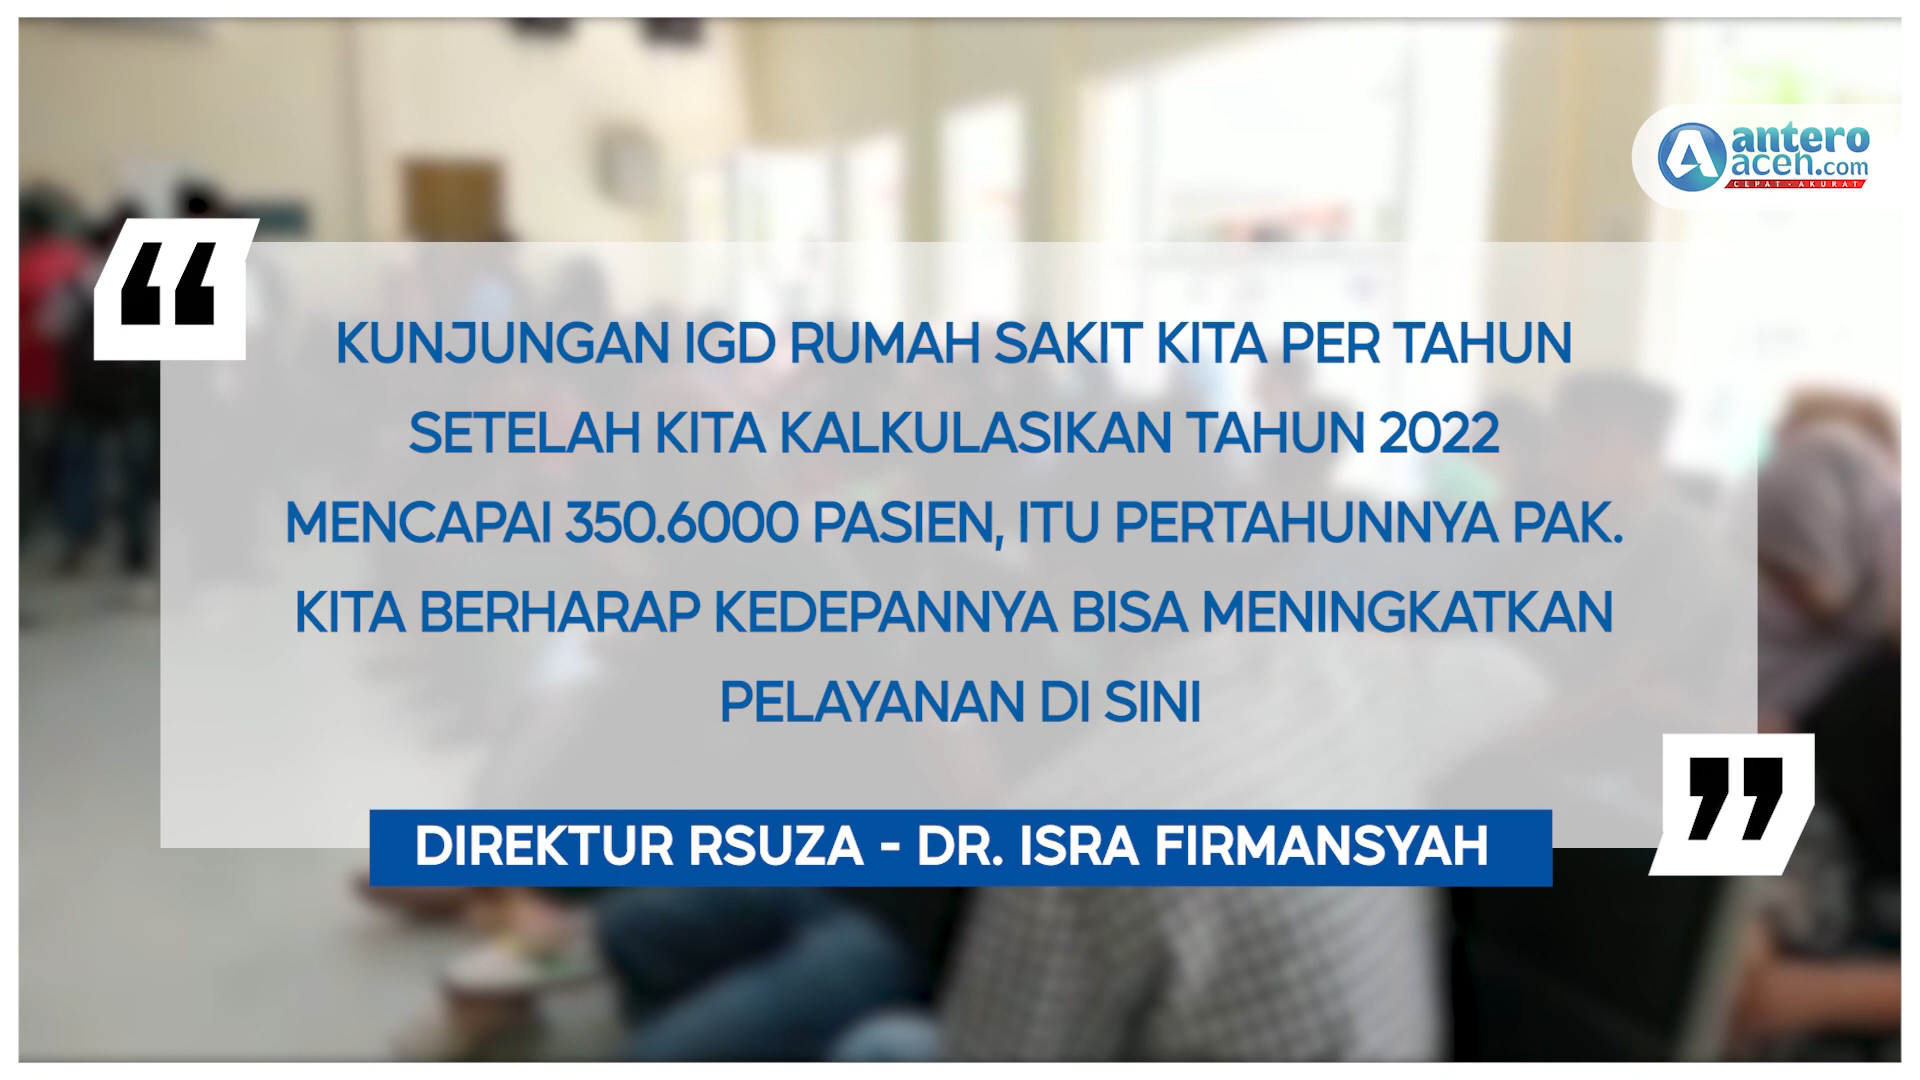 antero
aceh.com
CEPAT - AKURAT
“
KUNJUNGAN IGD RUMAH SAKIT KITA PER TAHUN
SETELAH KITA KALKULASIKAN TAHUN 2022
MENCAPAI 350.6000 PASIEN, ITU PERTAHUNNYA PAK.
KITA BERHARAP KEDEPANNYA BISA MENINGKATKAN
PELAYANAN DI SINI
”
DIREKTUR RSUZA - DR. ISRA FIRMANSYAH